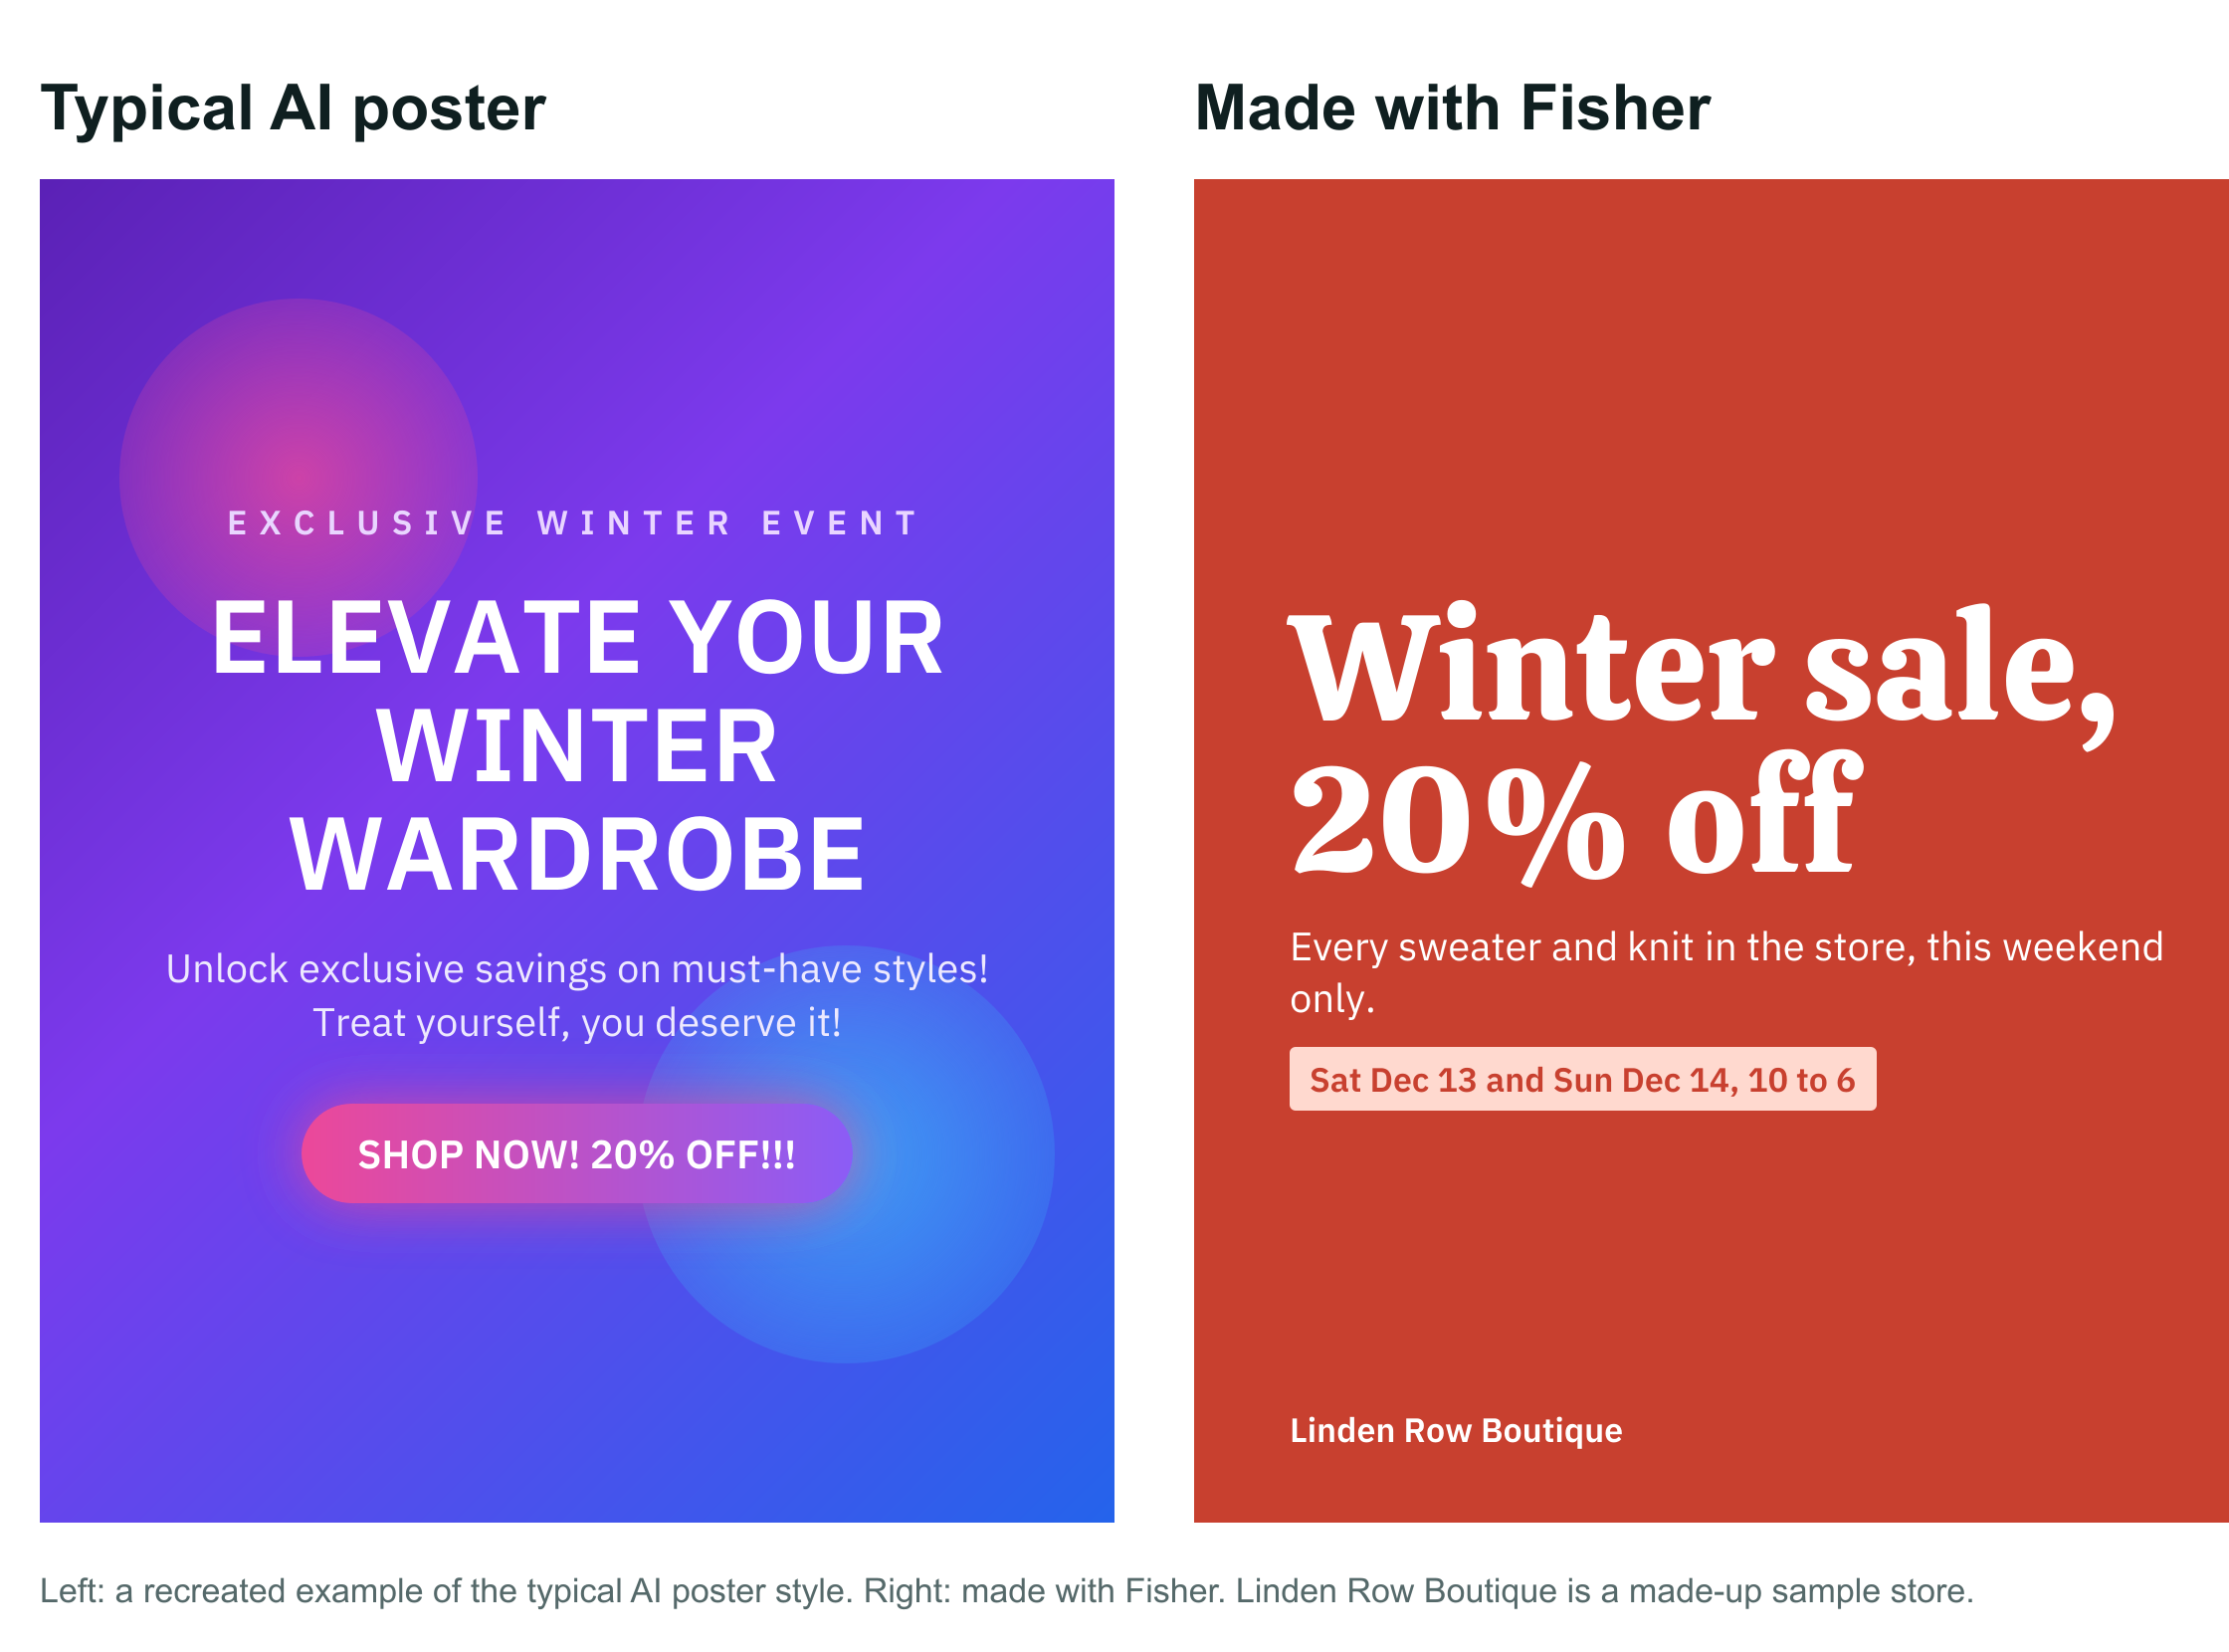 Typical AI poster
EXCLUSIVE WINTER EVENT
ELEVATE YOUR
WINTER
WARDROBE
Unlock exclusive savings on must-have styles!
Treat yourself, you deserve it!
SHOP NOW! 20% OFF!!!
Made with Fisher
Winter sale,
20% off
Every sweater and knit in the store, this weekend
only.
Sat Dec 13 and Sun Dec 14, 10 to 6
Linden Row Boutique
Left: a recreated example of the typical AI poster style. Right: made with Fisher. Linden Row Boutique is a made-up sample store.